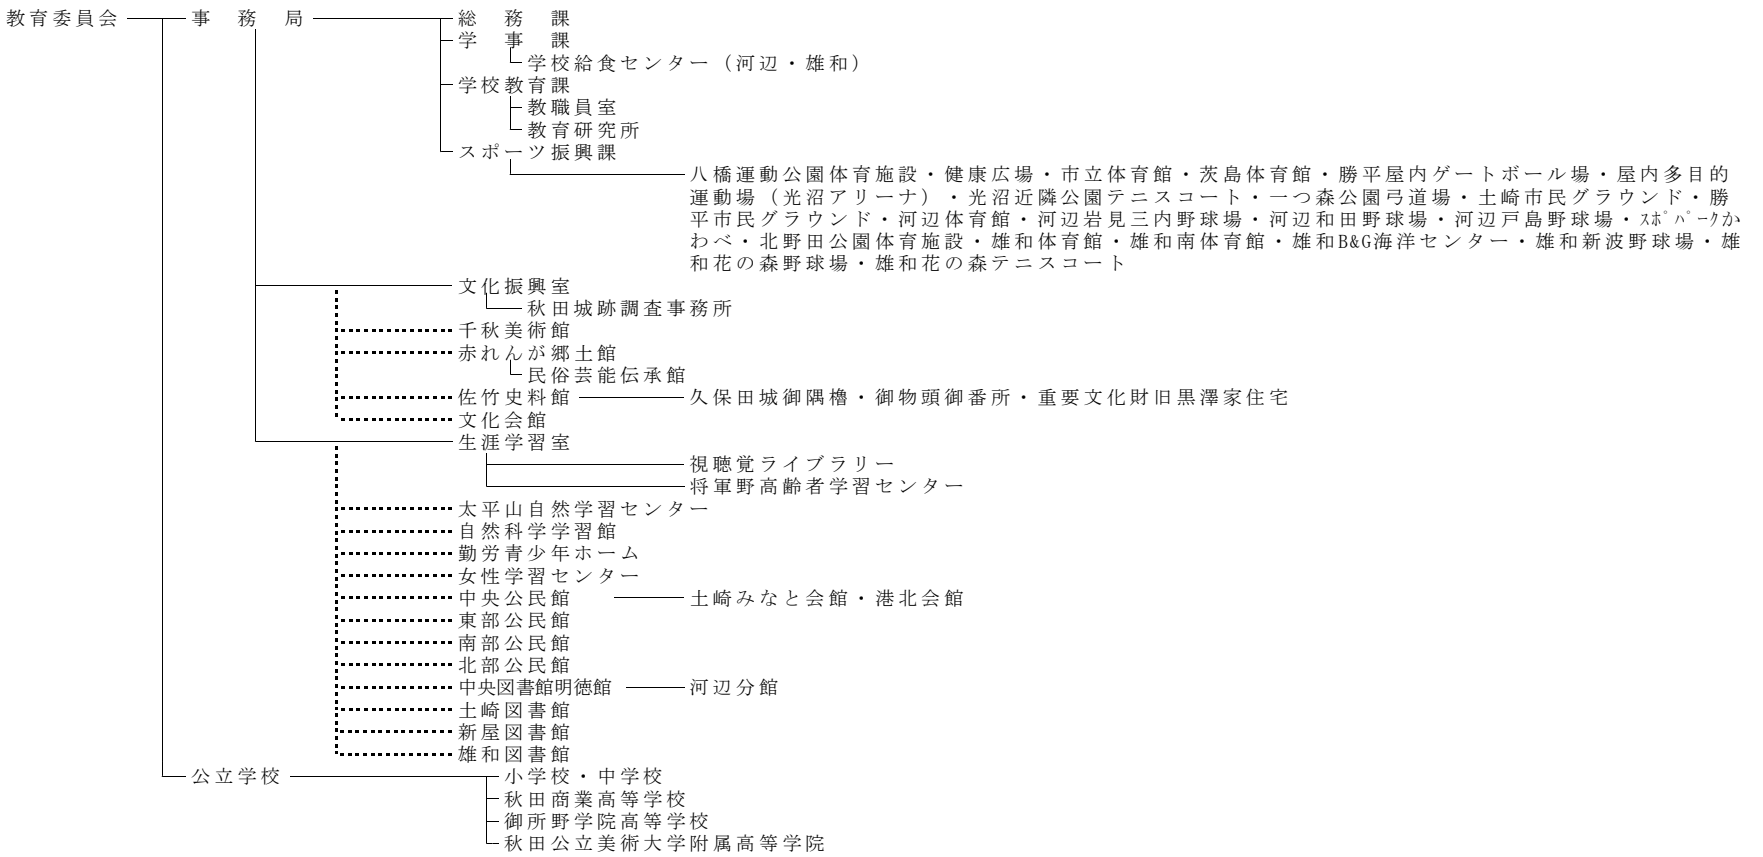 教育委員会 事務局 総務課
学事課
学校給食センター（河辺・雄和）
学校教育課
教職員室
教育研究所
スポーツ振興課
八橋運動公園体育施設・健康広場・市立体育館・茨島体育館・勝平屋内ゲートボール場・屋内多目的
運動場（光沼アリーナ）・光沼近隣公園テニスコート・一つ森公園弓道場・土崎市民グラウンド・勝
平市民グラウンド・河辺体育館・河辺岩見三内野球場・河辺和田野球場・河辺戸島野球場・ｽﾎﾟﾊﾟｰｸか
わべ・北野田公園体育施設・雄和体育館・雄和南体育館・雄和B&G海洋センター・雄和新波野球場・雄
和花の森野球場・雄和花の森テニスコート
文化振興室
秋田城跡調査事務所
千秋美術館
赤れんが郷土館
民俗芸能伝承館
佐竹史料館 久保田城御隅櫓・御物頭御番所・重要文化財旧黒澤家住宅
文化会館
生涯学習室
視聴覚ライブラリー
将軍野高齢者学習センター
太平山自然学習センター
自然科学学習館
勤労青少年ホーム
女性学習センター
中央公民館 土崎みなと会館・港北会館
東部公民館
南部公民館
北部公民館
中央図書館明徳館 河辺分館
土崎図書館
新屋図書館
雄和図書館
公立学校 小学校・中学校
秋田商業高等学校
御所野学院高等学校
秋田公立美術大学附属高等学院